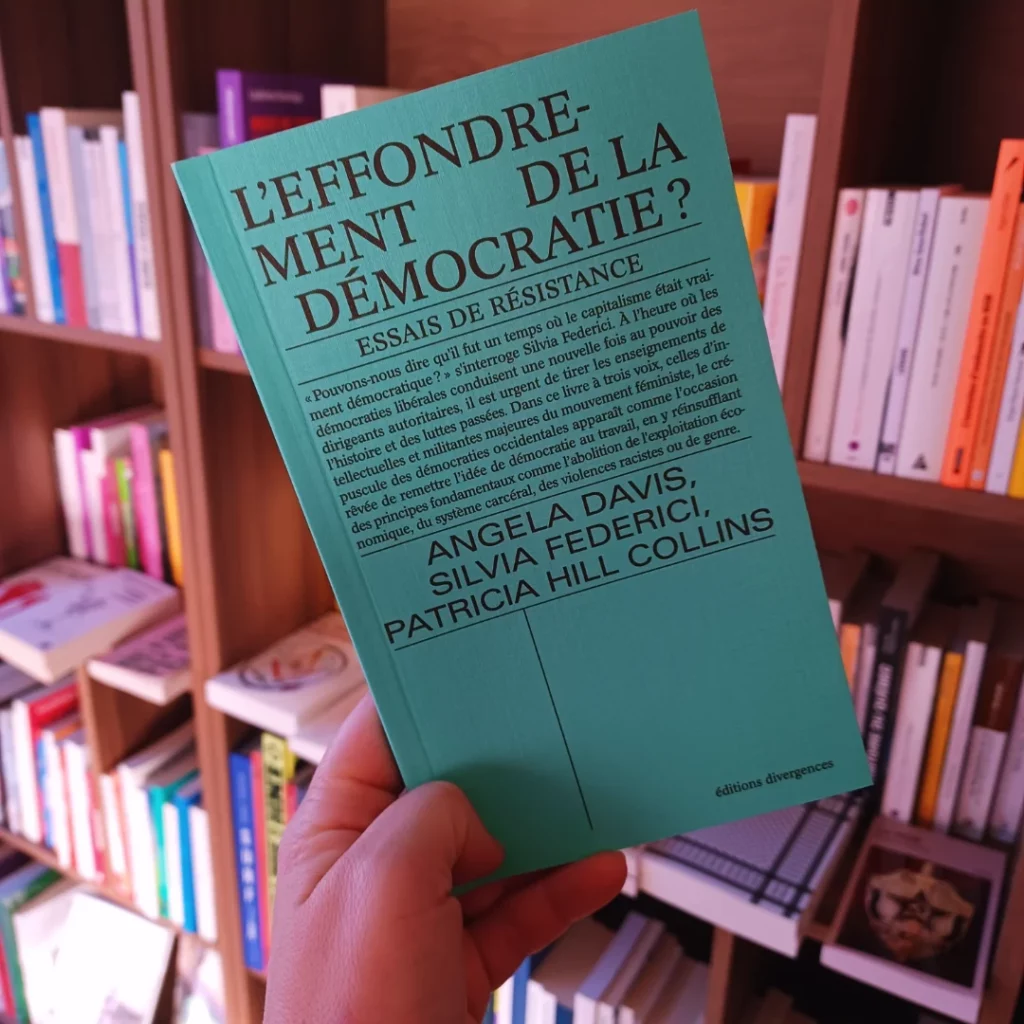 L'EFFONDRE-
MENT DE LA
DÉMOCRATIE ?
ESSAIS DE RÉSISTANCE
« Pouvons-nous dire qu'il fut un temps où le capitalisme était vrai-
ment démocratique ? » s'interroge Silvia Federici. À l'heure où les
démocraties libérales conduisent une nouvelle fois au pouvoir des
dirigeants autoritaires, il est urgent de tirer les enseignements de
l'histoire et des luttes passées. Dans ce livre à trois voix, celles d'in-
tellectuelles et militantes majeures du mouvement féministe, le cré-
puscule des démocraties occidentales apparaît comme l'occasion
rêvée de remettre l'idée de démocratie au travail, en y réinsufflant
des principes fondamentaux comme l'abolition de l'exploitation éco-
nomique, du système carcéral, des violences racistes ou de genre.
ANGELA DAVIS,
SILVIA FEDERICI,
PATRICIA HILL COLLINS
éditions divergences